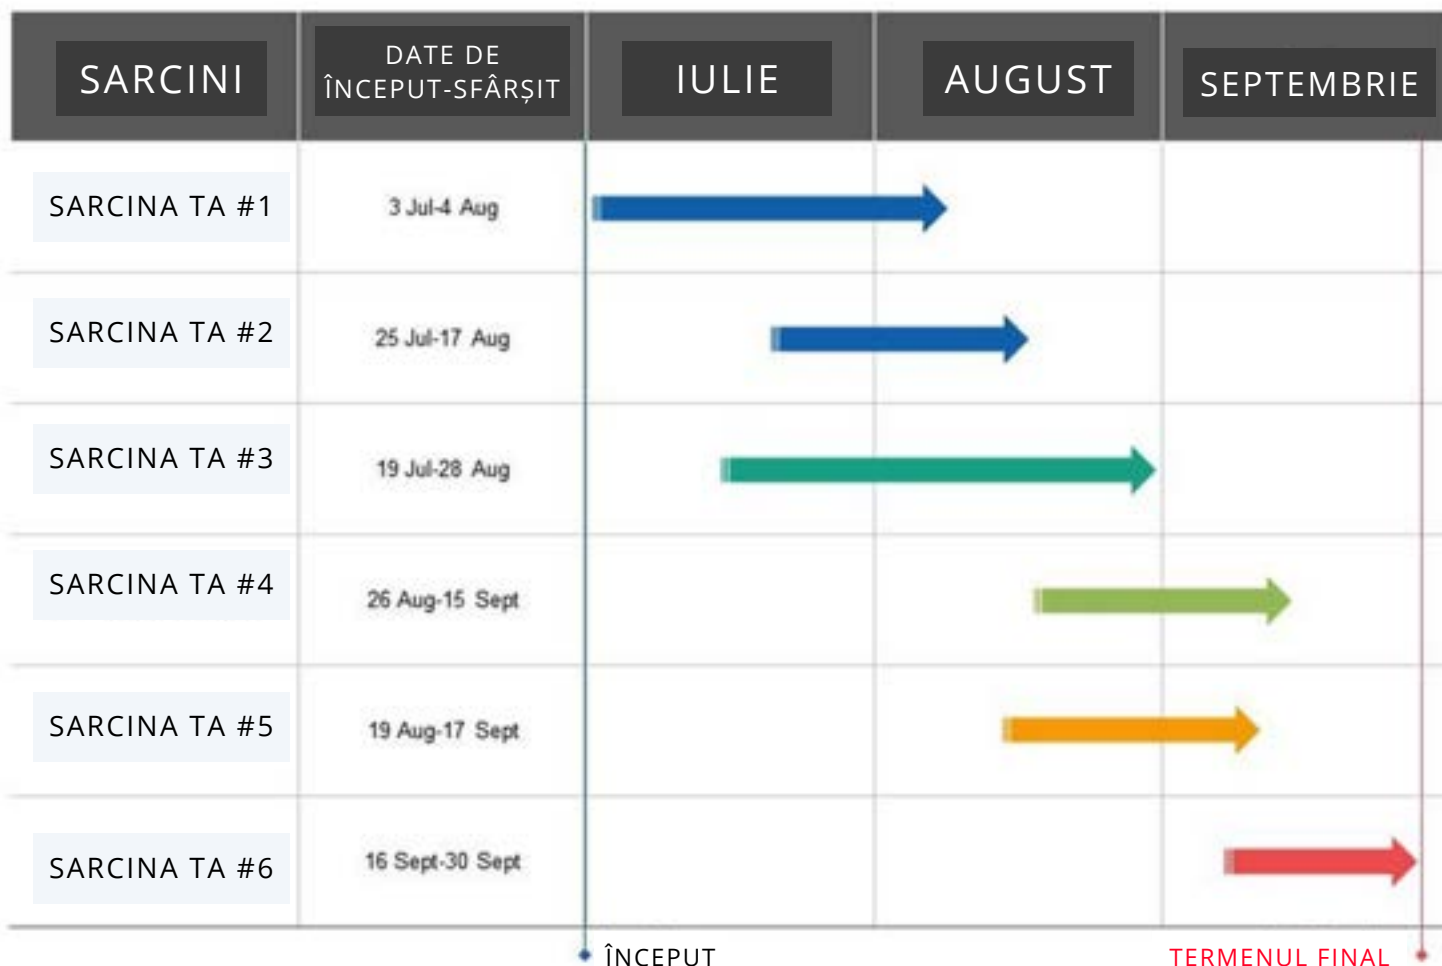 SARCINI
DATE DE
ÎNCEPUT-SFÂRȘIT
IULIE
AUGUST
SEPTEMBRIE
SARCINA TA #1
3 Jul-4 Aug
SARCINA TA #2
25 Jul-17 Aug
SARCINA TA #3
19 Jul-28 Aug
SARCINA TA #4
26 Aug-15 Sept
SARCINA TA #5
19 Aug-17 Sept
SARCINA TA #6
16 Sept-30 Sept
ÎNCEPUT
TERMENUL FINAL